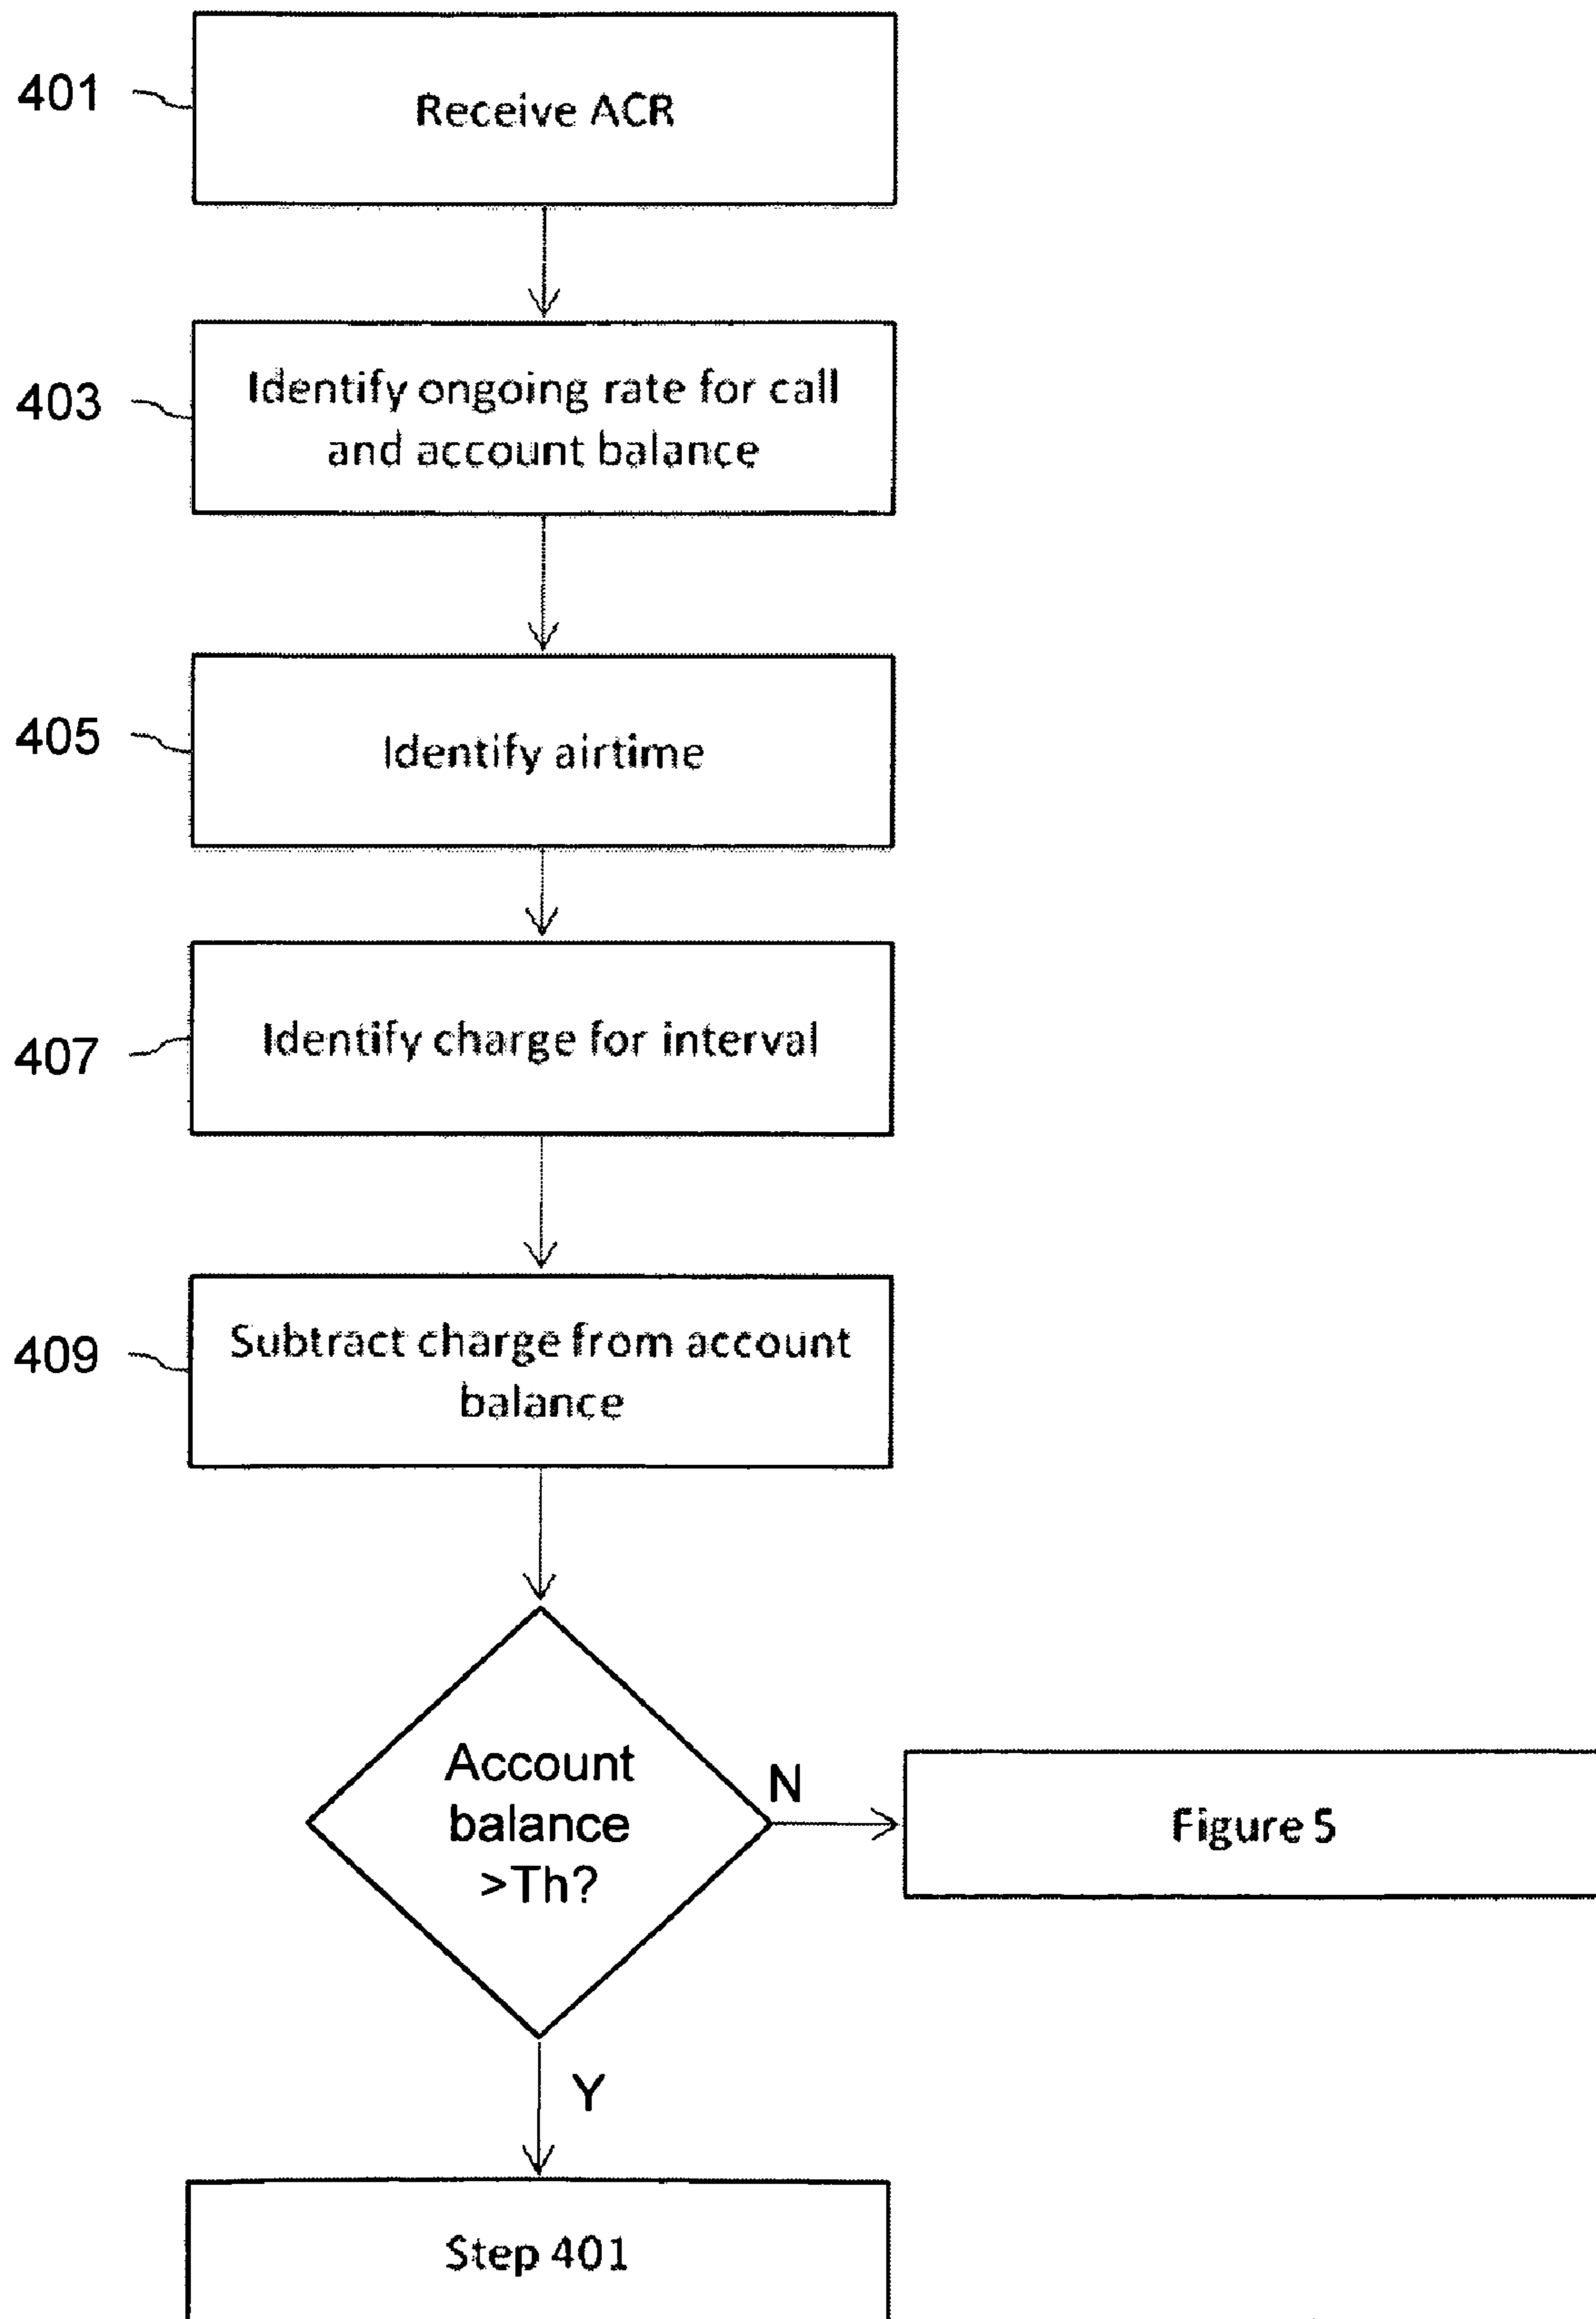 401
Receive ACR
403
Identify ongoing rate for call
and account balance
405
Identify airtime
407
Identify charge for interval
409
Subtract charge from account
balance
Account
balance
>Th?
N
Figure 5
Y
Step 401